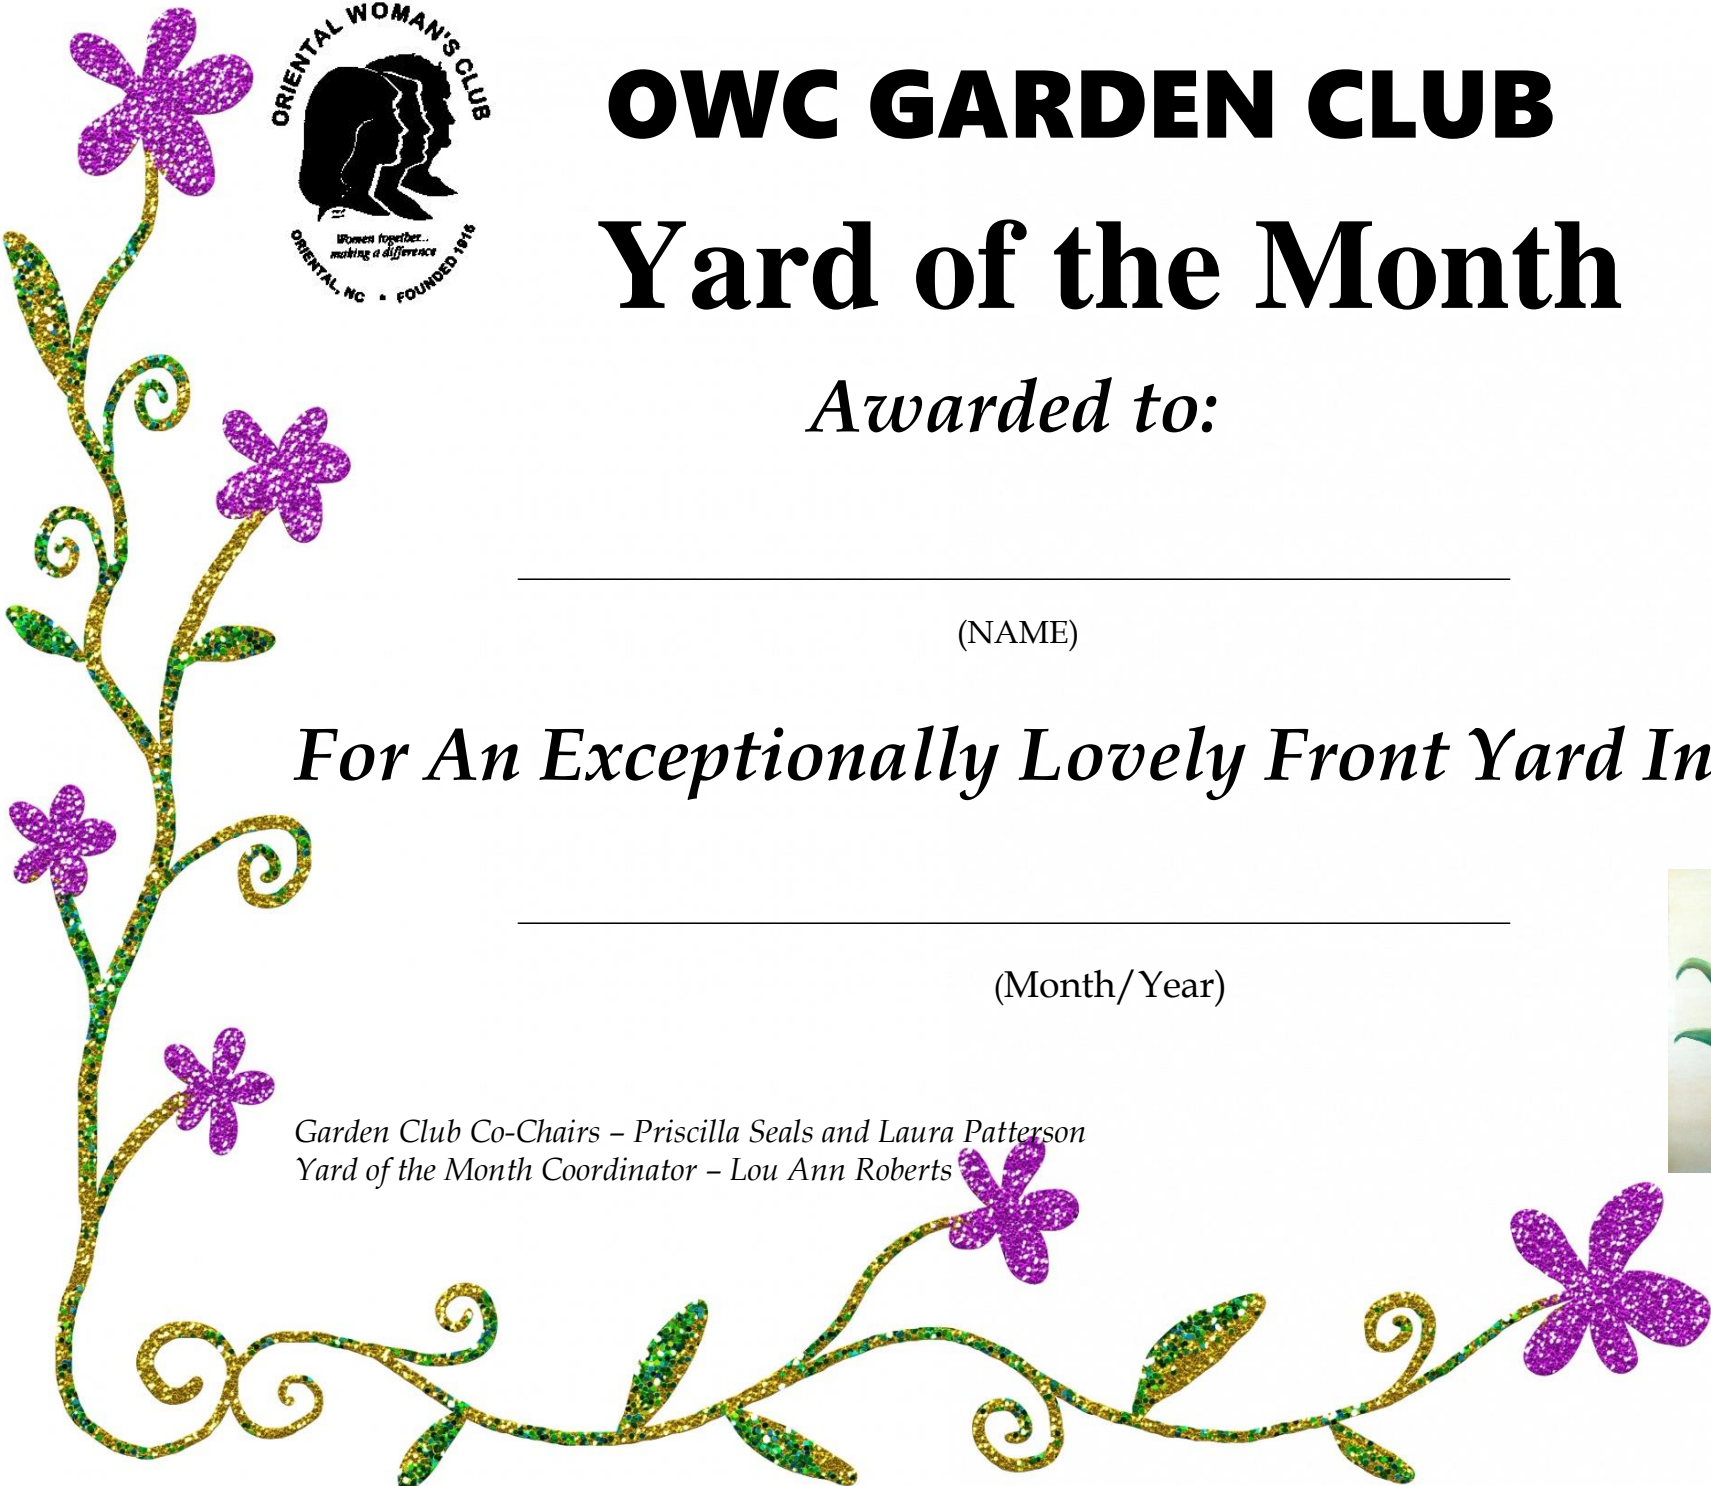 ORIENTAL WOMAN'S CLUB
Women together...
making a difference
ORIENTAL, NC • FOUNDED 1915
OWC GARDEN CLUB
Yard of the Month
Awarded to:
(NAME)
For An Exceptionally Lovely Front Yard In
(Month/Year)
Garden Club Co-Chairs – Priscilla Seals and Laura Patterson
Yard of the Month Coordinator – Lou Ann Roberts